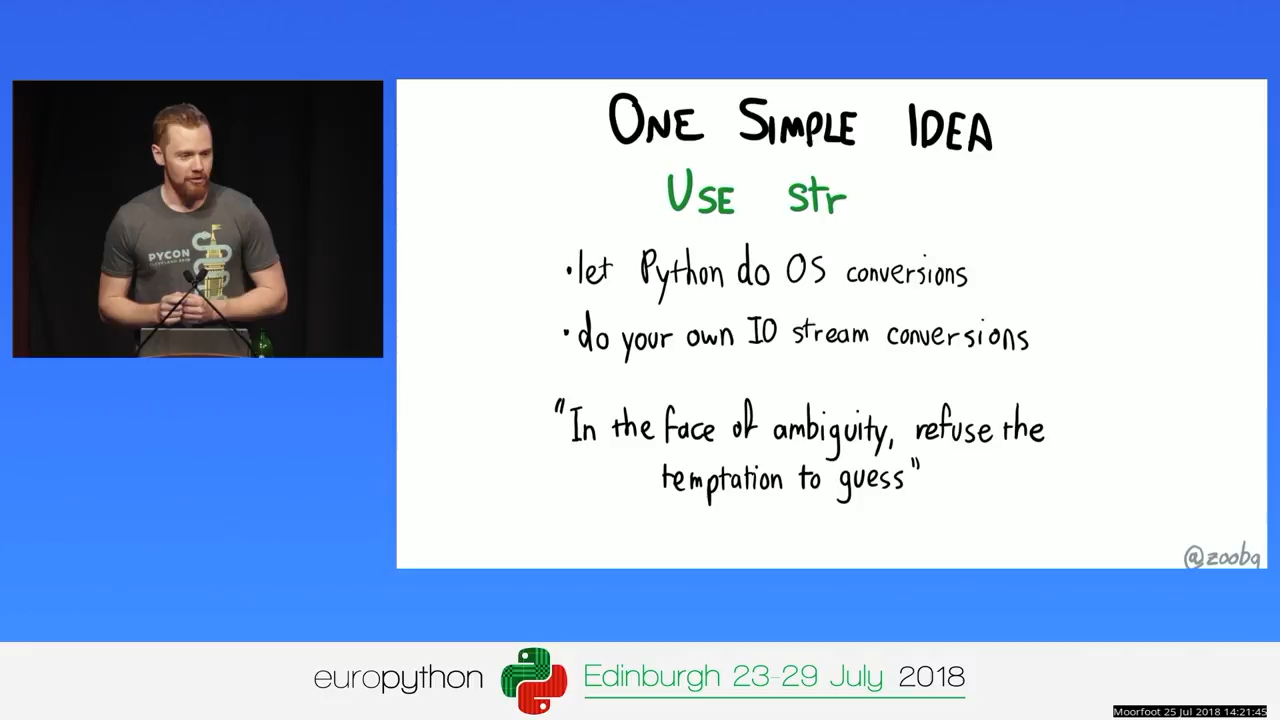 ONE SIMPLE IDEA
USE str
•let Python do OS conversions
•do your own IO stream conversions
"In the face of ambiguity, refuse the
temptation to guess"
@zooba
PYCON
CLEVELAND 2018
europython Edinburgh 23-29 July 2018
Moorfoot 25 Jul 2018 14:21:45